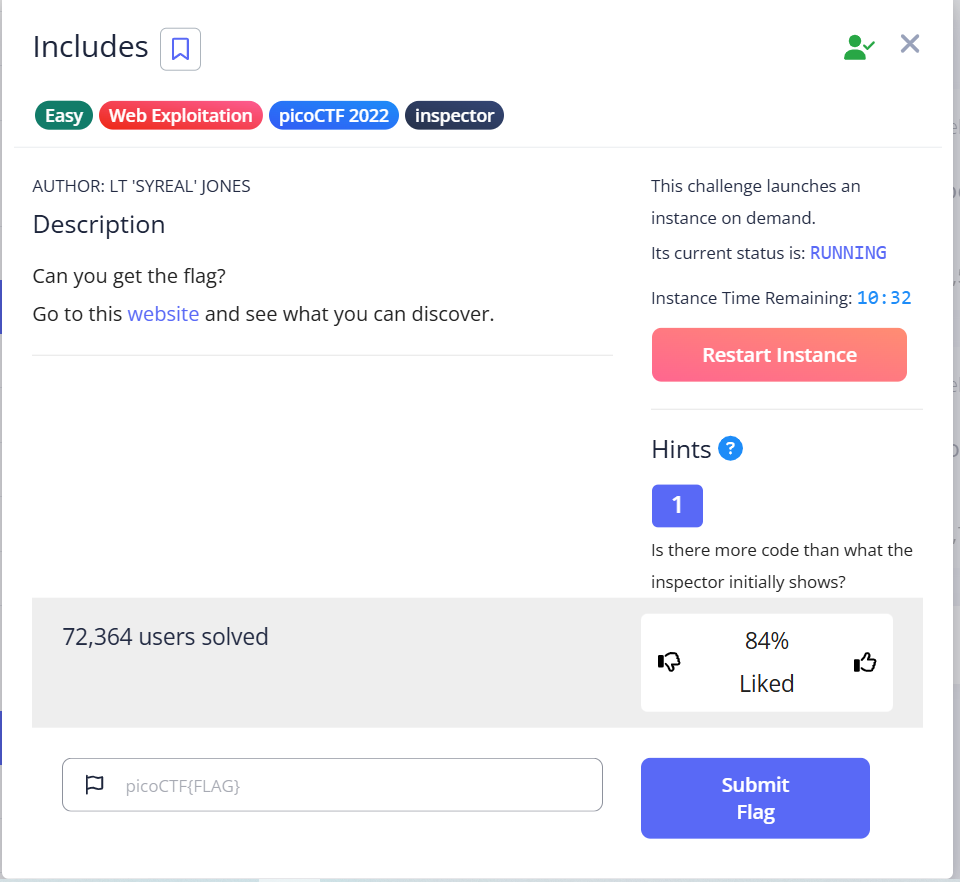 Includes
Easy Web Exploitation picoCTF 2022 inspector
AUTHOR: LT 'SYREAL' JONES
Description
Can you get the flag?
Go to this website and see what you can discover.
This challenge launches an
instance on demand.
Its current status is: RUNNING
Instance Time Remaining: 10:32
Restart Instance
Hints ?
1
Is there more code than what the
inspector initially shows?
72,364 users solved
84%
Liked
picoCTF{FLAG}
Submit
Flag